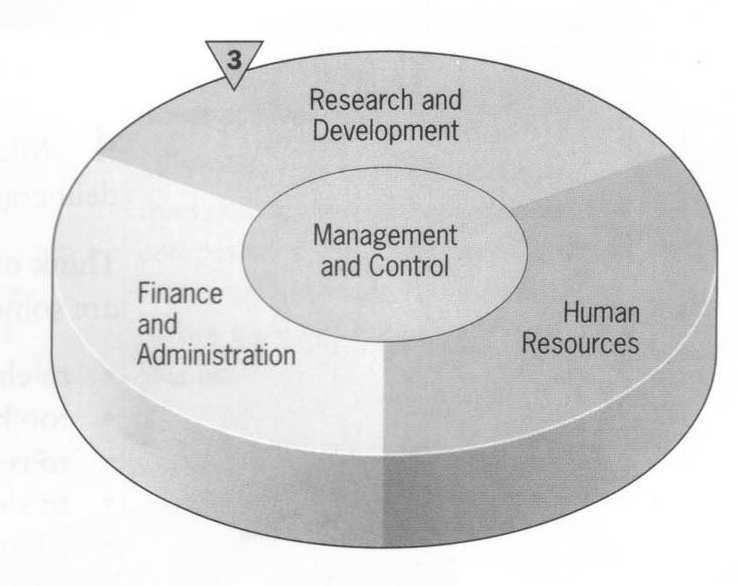 3
Research and
Development
Management
and Control
Finance
and
Administration
Human
Resources